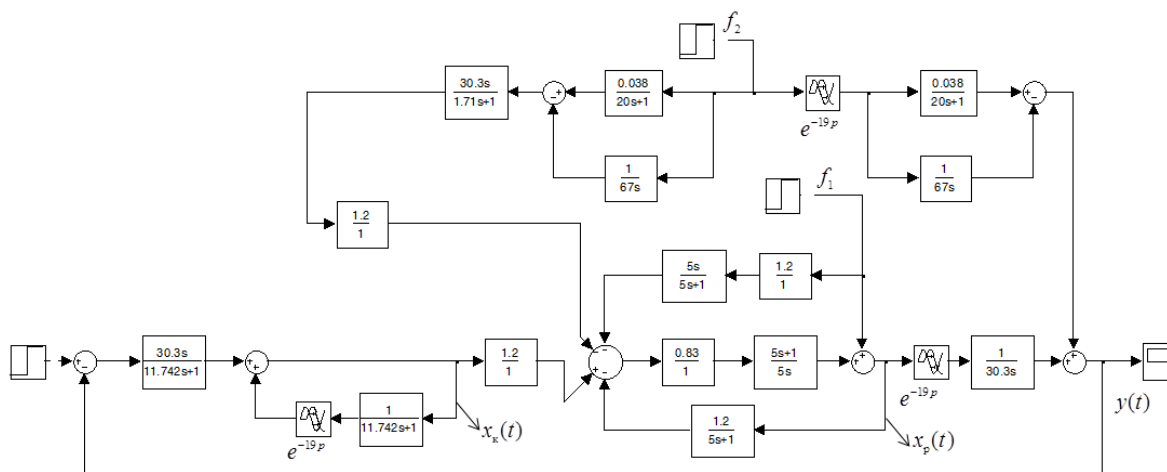 f₂
30.3s
1.71s+1
- +
0.038
20s+1
e^{-19p}
0.038
20s+1
+ -
1
67s
1
67s
f₁
1.2
1
5s
5s+1
1.2
1
30.3s
11.742s+1
+ -
+ +
1.2
1
- -
+ -
0.83
1
5s+1
5s
+ +
e^{-19p}
1
30.3s
+ +
y(t)
e^{-19p}
1
11.742s+1
x_к(t)
1.2
5s+1
x_р(t)